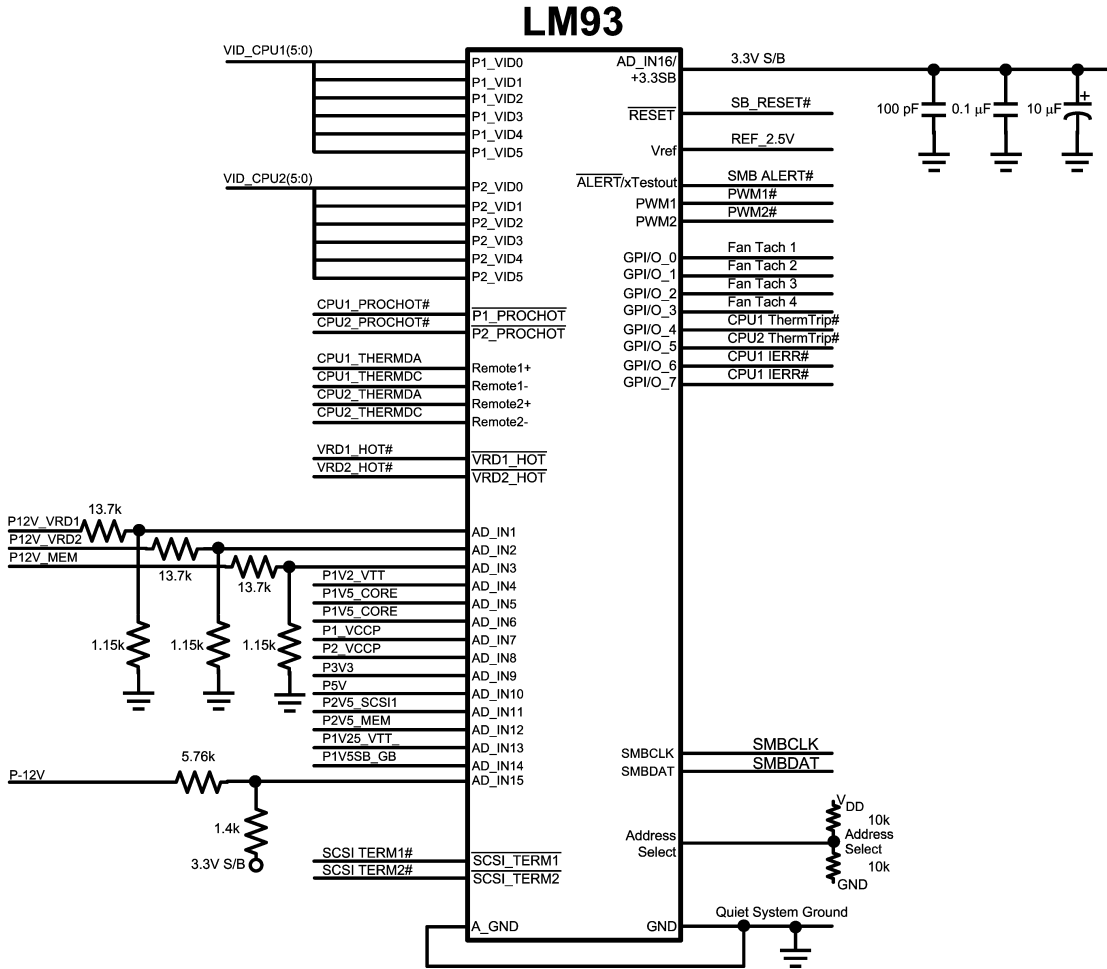 LM93
VID_CPU1(5:0)
P1_VID0
P1_VID1
P1_VID2
P1_VID3
P1_VID4
P1_VID5
VID_CPU2(5:0)
P2_VID0
P2_VID1
P2_VID2
P2_VID3
P2_VID4
P2_VID5
CPU1_PROCHOT#
P1_PROCHOT
CPU2_PROCHOT#
P2_PROCHOT
CPU1_THERMDA
Remote1+
CPU1_THERMDC
Remote1-
CPU2_THERMDA
Remote2+
CPU2_THERMDC
Remote2-
VRD1_HOT#
VRD1_HOT
VRD2_HOT#
VRD2_HOT
P12V_VRD1
13.7k
AD_IN1
P12V_VRD2
13.7k
AD_IN2
P12V_MEM
13.7k
AD_IN3
1.15k
1.15k
1.15k
P1V2_VTT
AD_IN4
P1V5_CORE
AD_IN5
P1V5_CORE
AD_IN6
P1_VCCP
AD_IN7
P2_VCCP
AD_IN8
P3V3
AD_IN9
P5V
AD_IN10
P2V5_SCSI1
AD_IN11
P2V5_MEM
AD_IN12
P1V25_VTT_
AD_IN13
P1V5SB_GB
AD_IN14
P-12V
5.76k
AD_IN15
1.4k
3.3V S/B
SCSI TERM1#
SCSI_TERM1
SCSI TERM2#
SCSI_TERM2
A_GND
AD_IN16/
+3.3SB
3.3V S/B
100 pF
0.1 µF
10 µF
+
RESET
SB_RESET#
Vref
REF_2.5V
ALERT/xTestout
SMB ALERT#
PWM1
PWM1#
PWM2
PWM2#
GPI/O_0
Fan Tach 1
GPI/O_1
Fan Tach 2
GPI/O_2
Fan Tach 3
GPI/O_3
Fan Tach 4
GPI/O_4
CPU1 ThermTrip#
GPI/O_5
CPU2 ThermTrip#
GPI/O_6
CPU1 IERR#
GPI/O_7
CPU1 IERR#
SMBCLK
SMBCLK
SMBDAT
SMBDAT
Address
Select
VDD
10k
Address
Select
10k
GND
GND
Quiet System Ground